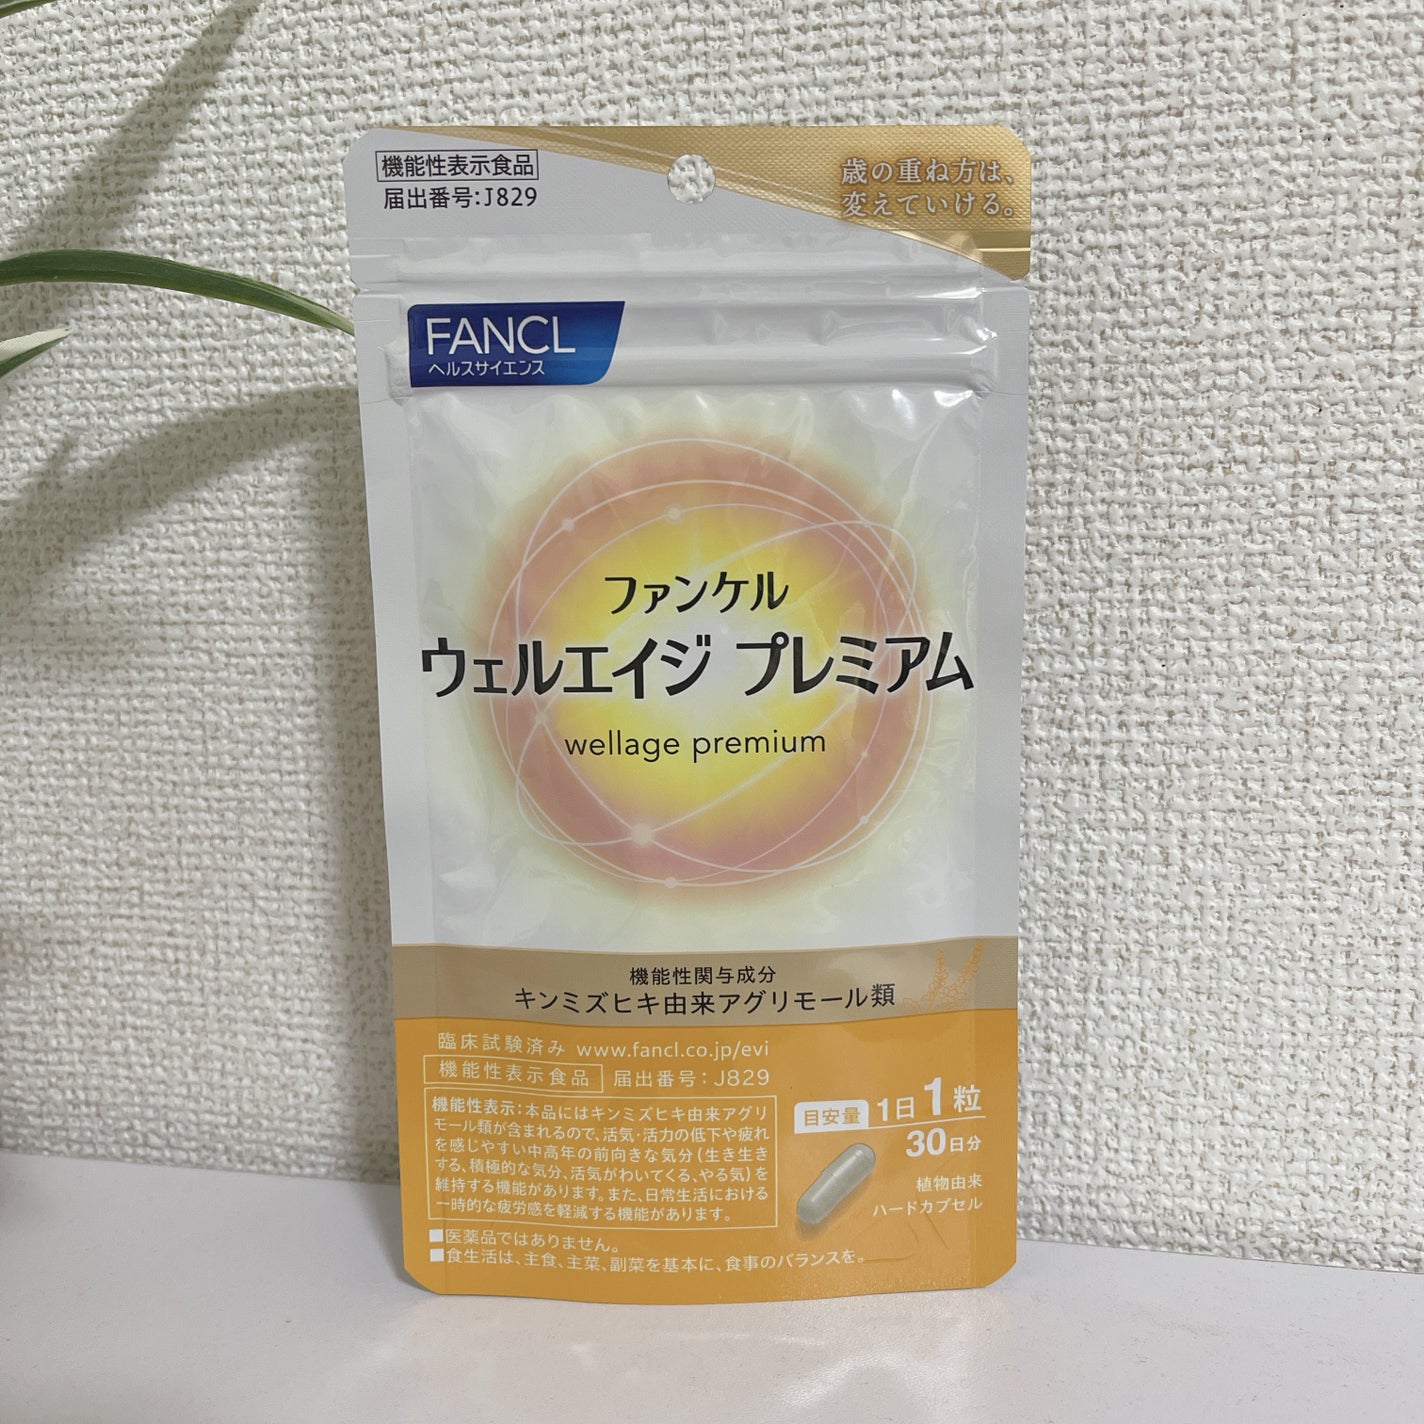 機能性表示食品
届出番号:J829
歳の重ね方は、
変えていける。
FANCL
ヘルスサイエンス
ファンケル
ウェルエイジ プレミアム
wellage premium
機能性関与成分
キンミズヒキ由来アグリモール類
臨床試験済み www.fancl.co.jp/evi
機能性表示食品 届出番号:J829
機能性表示:本品にはキンミズヒキ由来アグリ
モール類が含まれるので、活気・活力の低下や疲れ
を感じやすい中高年の前向きな気分(生き生き
する、積極的な気分、活気がわいてくる、やる気)を
維持する機能があります。また、日常生活における
一時的な疲労感を軽減する機能があります。
目安量 1日1粒
30日分
植物由来
ハードカプセル
■医薬品ではありません。
■食生活は、主食、主菜、副菜を基本に、食事のバランスを。